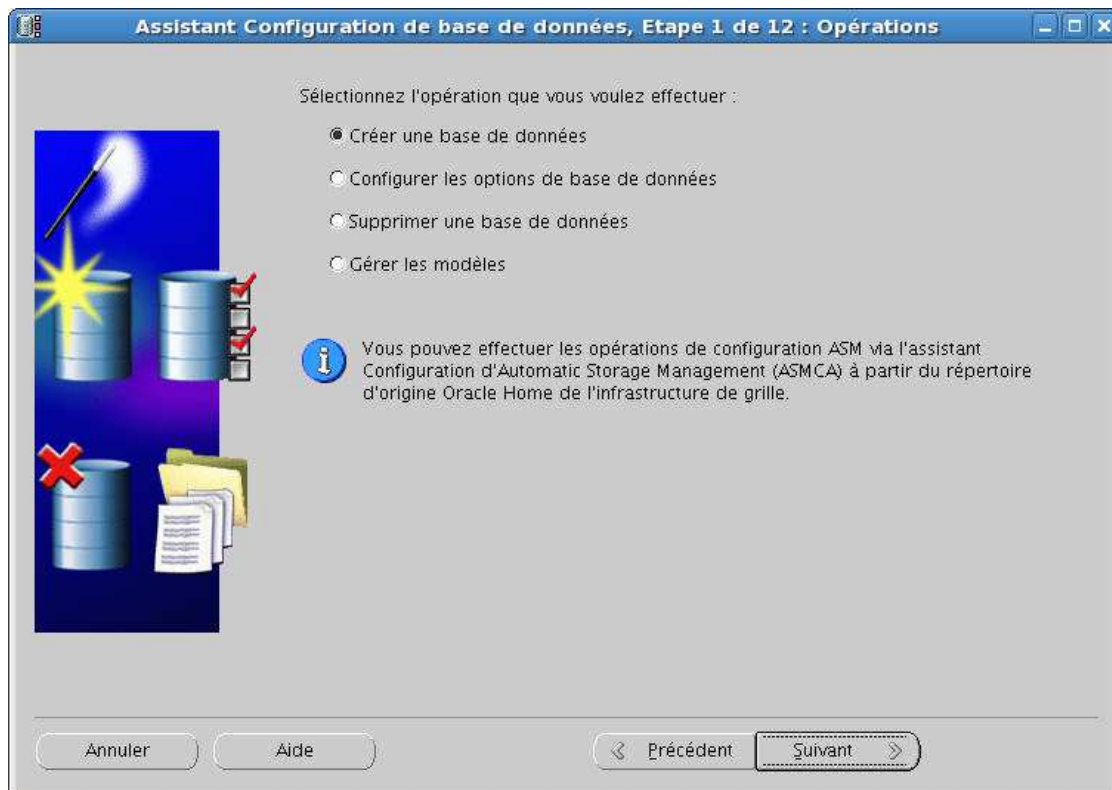 Assistant Configuration de base de données, Etape 1 de 12 : Opérations
Sélectionnez l'opération que vous voulez effectuer :
Créer une base de données
Configurer les options de base de données
Supprimer une base de données
Gérer les modèles
Vous pouvez effectuer les opérations de configuration ASM via l'assistant
Configuration d'Automatic Storage Management (ASMCA) à partir du répertoire
d'origine Oracle Home de l'infrastructure de grille.
Annuler
Aide
Précédent
Suivant